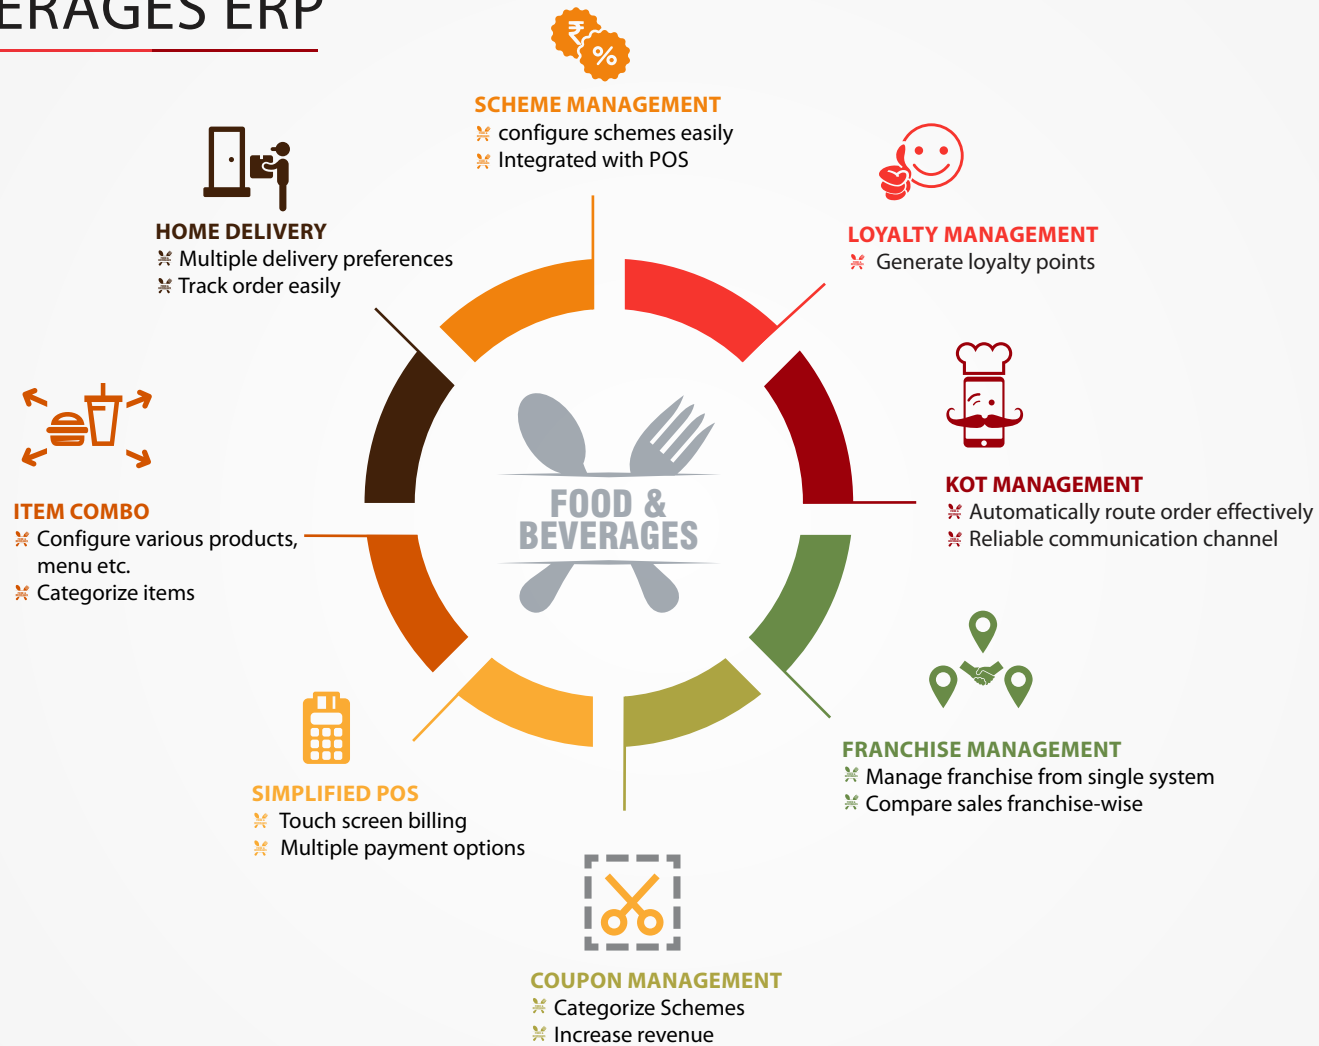 ERAGES ERP
₹
%
SCHEME MANAGEMENT
configure schemes easily
Integrated with POS
HOME DELIVERY
Multiple delivery preferences
Track order easily
LOYALTY MANAGEMENT
Generate loyalty points
ITEM COMBO
Configure various products,
menu etc.
Categorize items
FOOD &
BEVERAGES
KOT MANAGEMENT
Automatically route order effectively
Reliable communication channel
SIMPLIFIED POS
Touch screen billing
Multiple payment options
FRANCHISE MANAGEMENT
Manage franchise from single system
Compare sales franchise-wise
COUPON MANAGEMENT
Categorize Schemes
Increase revenue